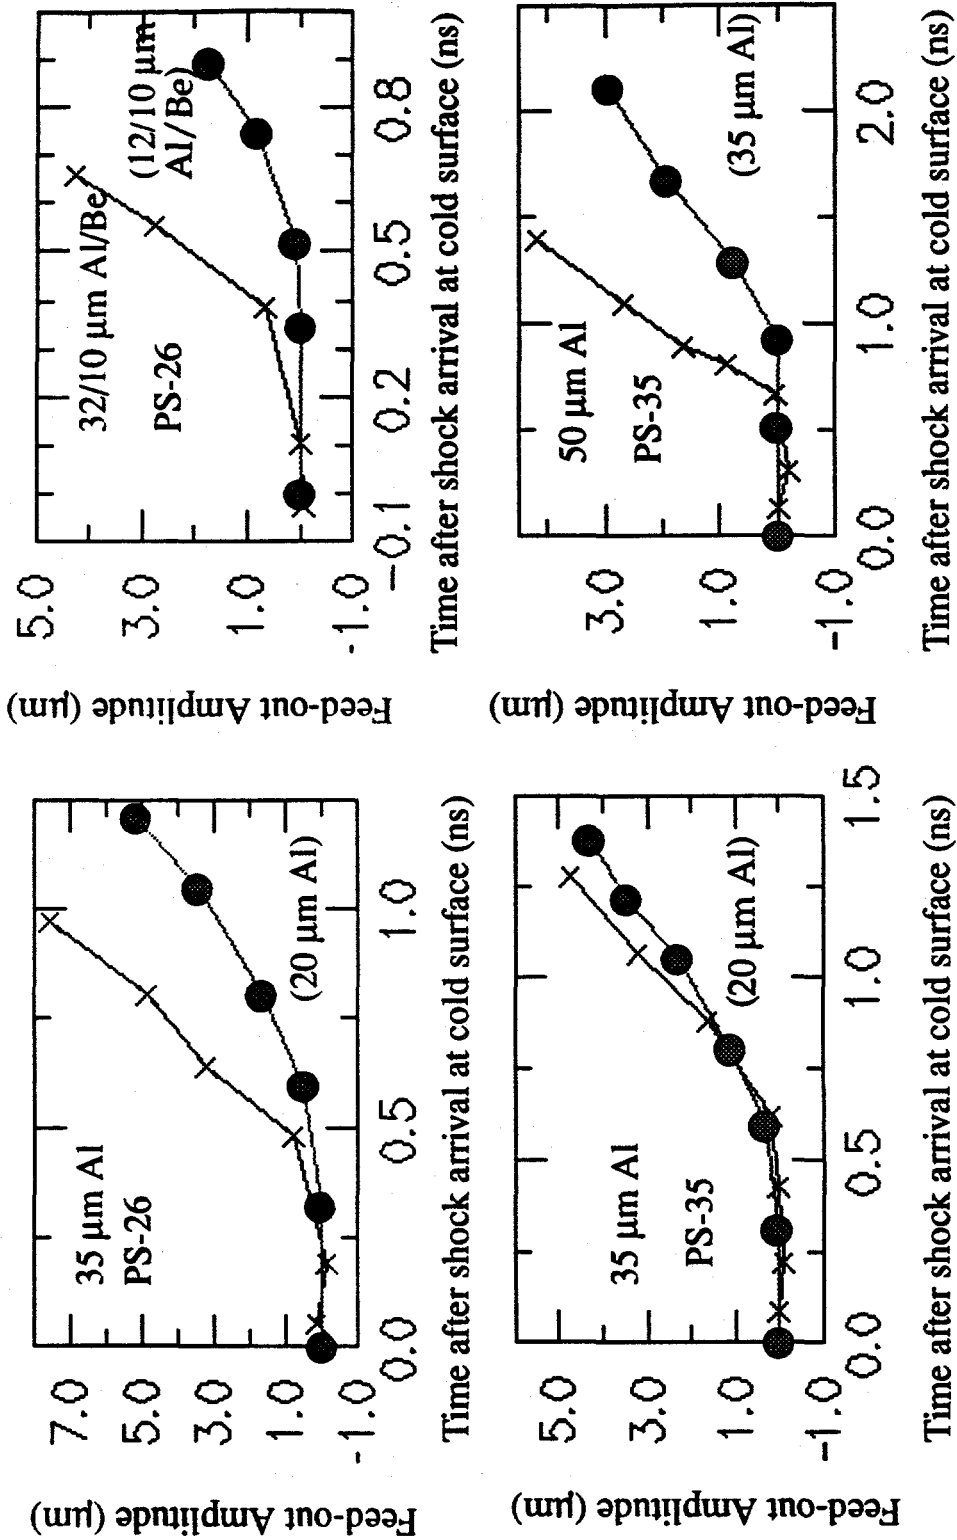 Feed-out Amplitude (μm)
7.0
5.0
3.0
1.0
-1.0
35 μm Al
PS-26
(20 μm Al)
0.0 0.5 1.0
Time after shock arrival at cold surface (ns)
Feed-out Amplitude (μm)
5.0
3.0
1.0
-1.0
32/10 μm Al/Be
PS-26
(12/10 μm
Al/Be)
-0.1 0.2 0.5 0.8
Time after shock arrival at cold surface (ns)
Feed-out Amplitude (μm)
5.0
3.0
1.0
-1.0
35 μm Al
PS-35
(20 μm Al)
0.0 0.5 1.0 1.5
Time after shock arrival at cold surface (ns)
Feed-out Amplitude (μm)
3.0
1.0
-1.0
50 μm Al
PS-35
(35 μm Al)
0.0 1.0 2.0
Time after shock arrival at cold surface (ns)